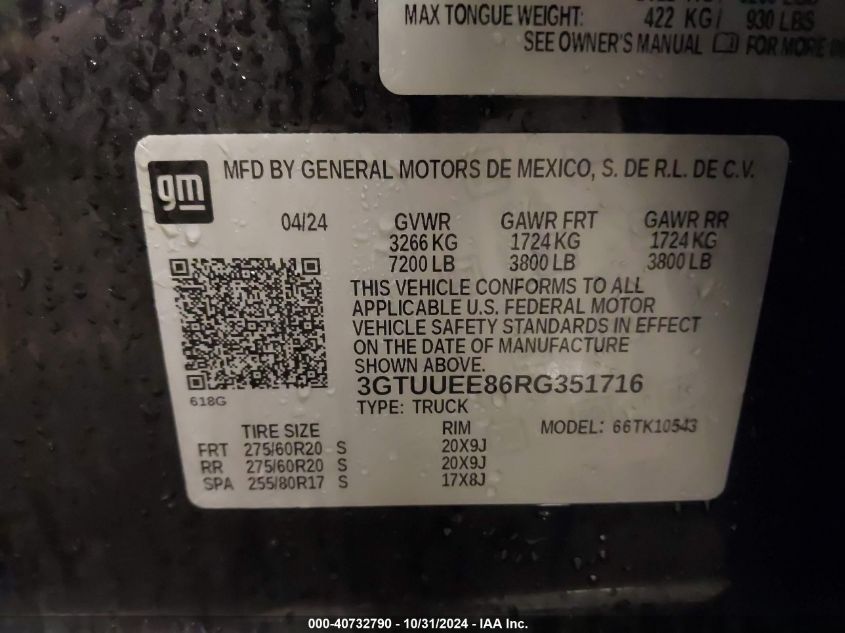 MAX TONGUE WEIGHT: 422 KG/ 930 LBS
SEE OWNER'S MANUAL FOR MORE
gm
MFD BY GENERAL MOTORS DE MEXICO, S. DE R.L. DE C.V.
04/24 GVWR GAWR FRT GAWR RR
3266 KG 1724 KG 1724 KG
7200 LB 3800 LB 3800 LB
THIS VEHICLE CONFORMS TO ALL
APPLICABLE U.S. FEDERAL MOTOR
VEHICLE SAFETY STANDARDS IN EFFECT
ON THE DATE OF MANUFACTURE
SHOWN ABOVE.
3GTUUEE86RG351716
618G
TYPE: TRUCK
TIRE SIZE RIM MODEL: 66TK10543
FRT 275/60R20 S 20X9J
RR 275/60R20 S 20X9J
SPA 255/80R17 S 17X8J
000-40732790 - 10/31/2024 - IAA Inc.